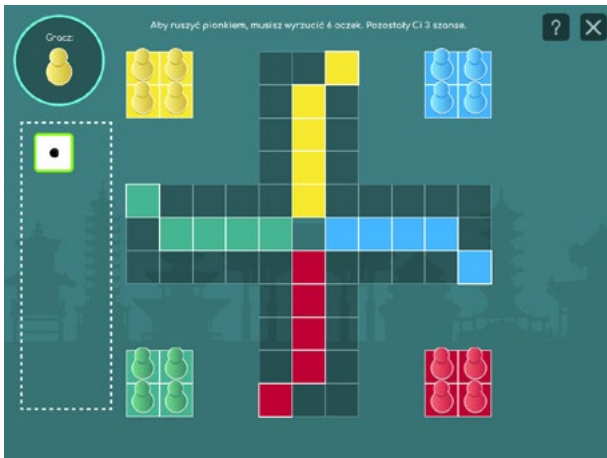 Aby ruszyć pionkiem, musisz wyrzucić 6 oczek. Pozostały Ci 3 szanse.
Gracz:
?